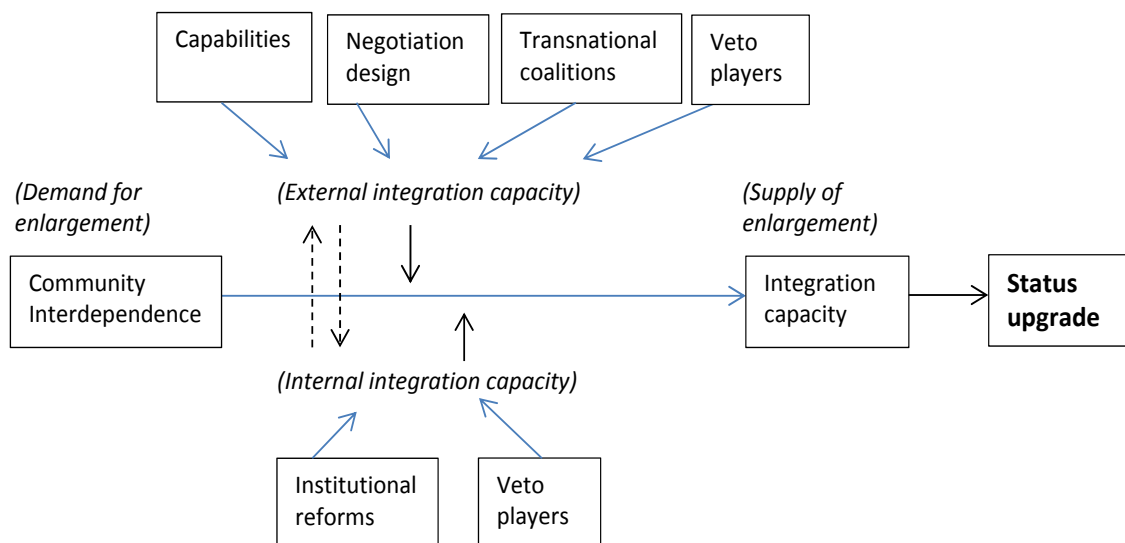 Capabilities
Negotiation
design
Transnational
coalitions
Veto
players
(Demand for
enlargement)
(External integration capacity)
(Supply of
enlargement)
Community
Interdependence
Integration
capacity
Status
upgrade
(Internal integration capacity)
Institutional
reforms
Veto
players